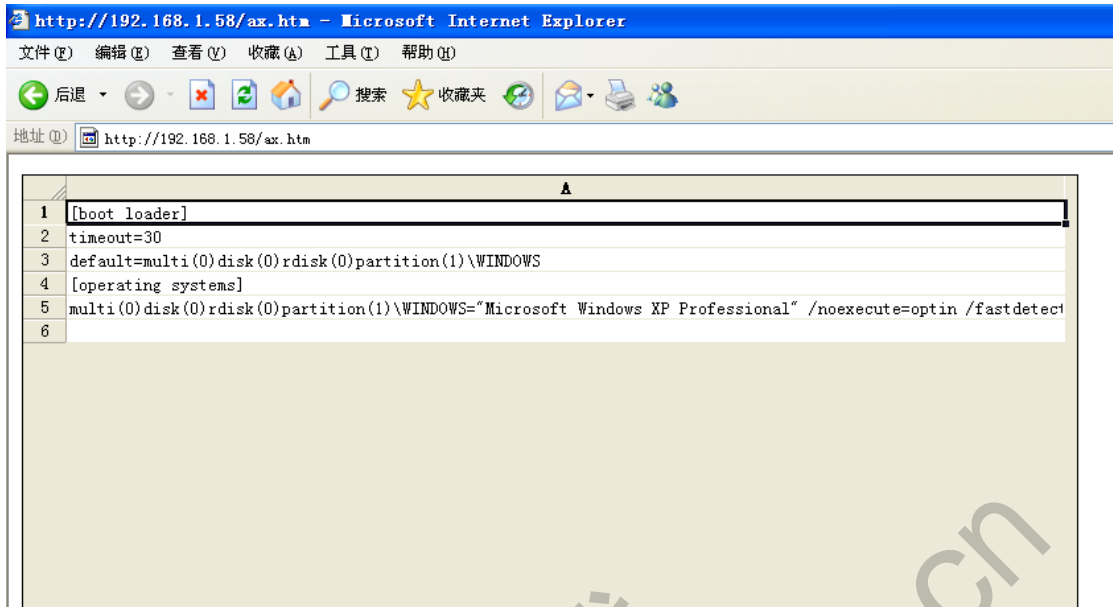 http://192.168.1.58/ax.htm - Microsoft Internet Explorer
文件(F) 编辑(E) 查看(V) 收藏(A) 工具(T) 帮助(H)
后退 搜索 收藏夹
地址(D) http://192.168.1.58/ax.htm
A
1 [boot loader]
2 timeout=30
3 default=multi(0)disk(0)rdisk(0)partition(1)\WINDOWS
4 [operating systems]
5 multi(0)disk(0)rdisk(0)partition(1)\WINDOWS="Microsoft Windows XP Professional" /noexecute=optin /fastdetect
6
cn